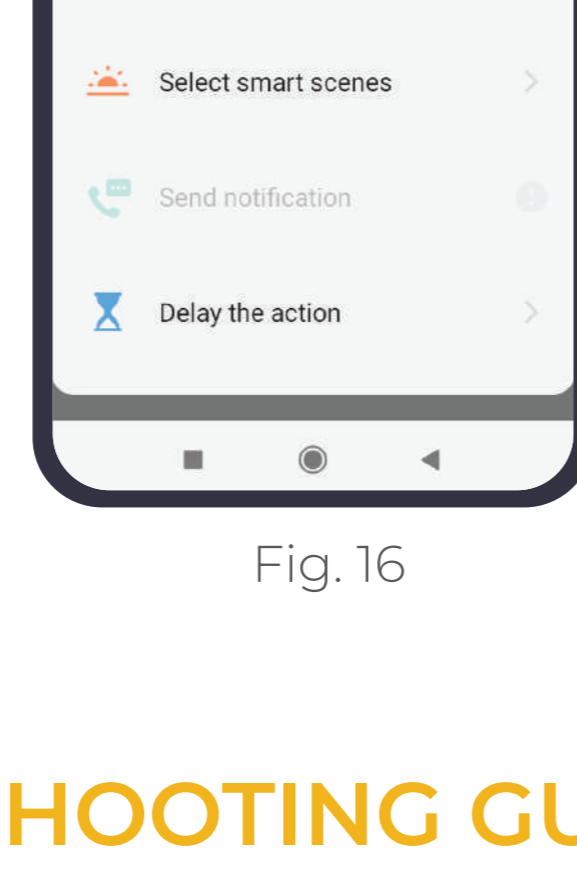 Select smart scenes
Send notification
Delay the action
Fig. 16
HOOTING GU